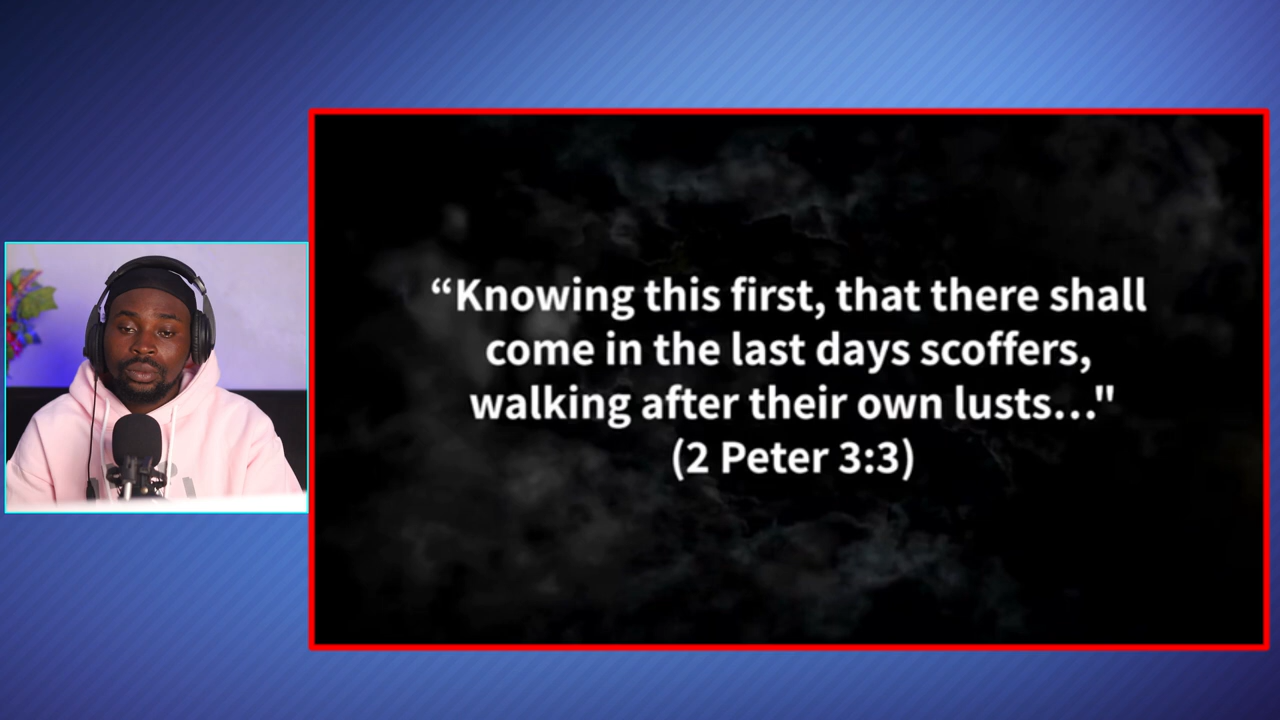 “Knowing this first, that there shall
come in the last days scoffers,
walking after their own lusts…"
(2 Peter 3:3)